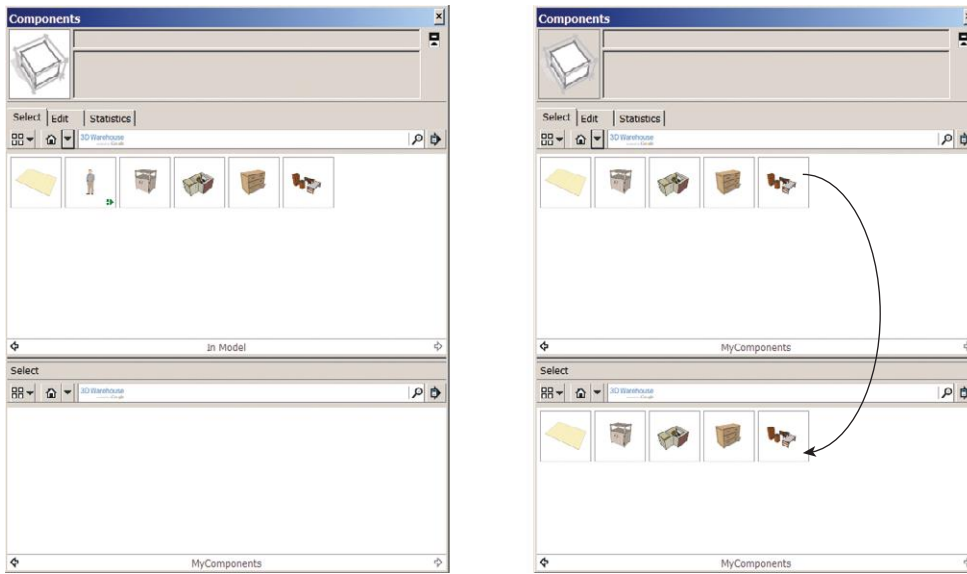 Components
Select Edit Statistics
3D Warehouse
In Model
Select
3D Warehouse
MyComponents
Components
Select Edit Statistics
3D Warehouse
MyComponents
Select
3D Warehouse
MyComponents